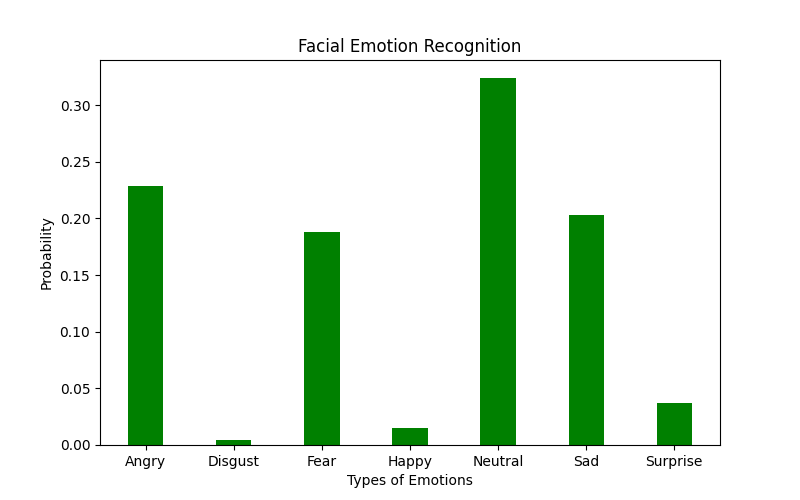 Facial Emotion Recognition
Probability
0.30
0.25
0.20
0.15
0.10
0.05
0.00
Angry Disgust Fear Happy Neutral Sad Surprise
Types of Emotions